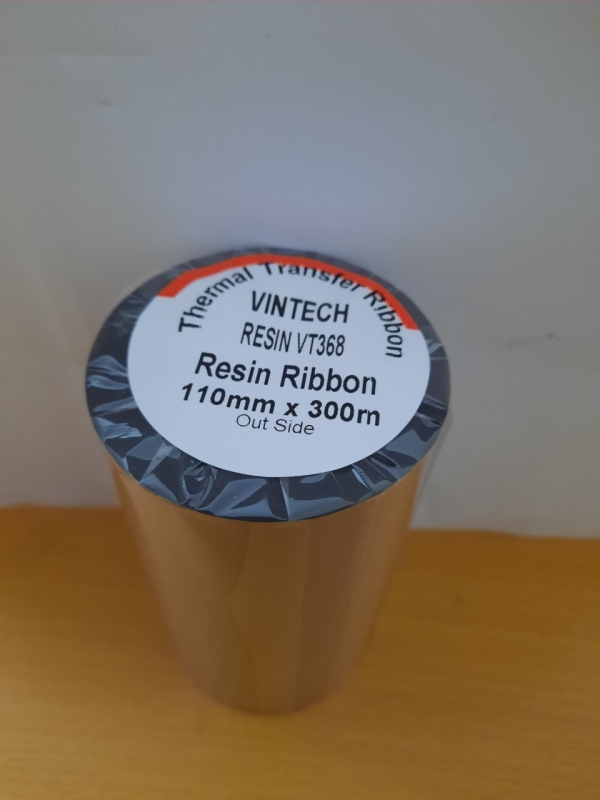 Thermal Transfer Ribbon
VINTECH
RESIN VT368
Resin Ribbon
110mm x 300m
Out Side